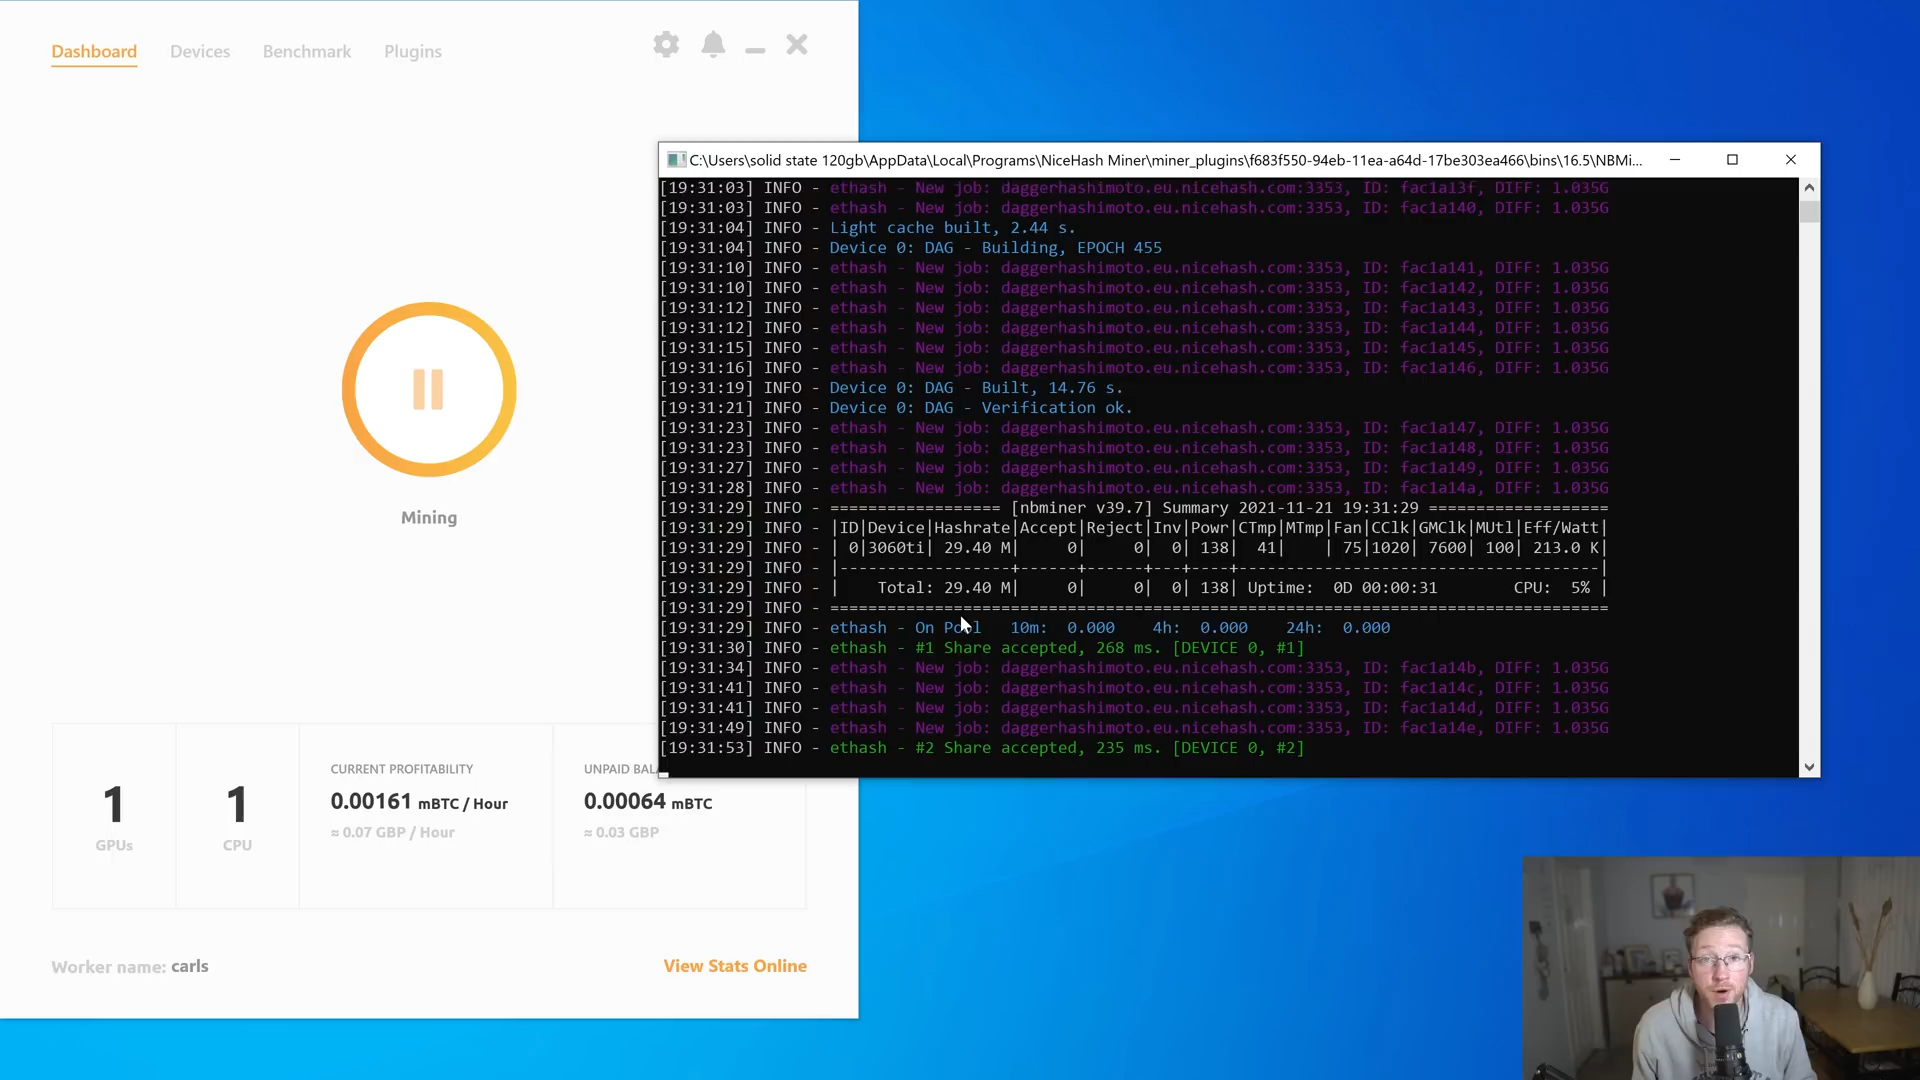 Dashboard Devices Benchmark Plugins
Mining
1
GPUs
1
CPU
CURRENT PROFITABILITY
0.00161 mBTC / Hour
≈ 0.07 GBP / Hour
UNPAID BAL
0.00064 mBTC
≈ 0.03 GBP
Worker name: carls
View Stats Online
C:\Users\solid state 120gb\AppData\Local\Programs\NiceHash Miner\miner_plugins\f683f550-94eb-11ea-a64d-17be303ea466\bins\16.5\NBMi...
[19:31:03] INFO - ethash - New job: daggerhashimoto.eu.nicehash.com:3353, ID: fac1a13f, DIFF: 1.035G
[19:31:03] INFO - ethash - New job: daggerhashimoto.eu.nicehash.com:3353, ID: fac1a140, DIFF: 1.035G
[19:31:04] INFO - Light cache built, 2.44 s.
[19:31:04] INFO - Device 0: DAG - Building, EPOCH 455
[19:31:10] INFO - ethash - New job: daggerhashimoto.eu.nicehash.com:3353, ID: fac1a141, DIFF: 1.035G
[19:31:10] INFO - ethash - New job: daggerhashimoto.eu.nicehash.com:3353, ID: fac1a142, DIFF: 1.035G
[19:31:12] INFO - ethash - New job: daggerhashimoto.eu.nicehash.com:3353, ID: fac1a143, DIFF: 1.035G
[19:31:12] INFO - ethash - New job: daggerhashimoto.eu.nicehash.com:3353, ID: fac1a144, DIFF: 1.035G
[19:31:15] INFO - ethash - New job: daggerhashimoto.eu.nicehash.com:3353, ID: fac1a145, DIFF: 1.035G
[19:31:16] INFO - ethash - New job: daggerhashimoto.eu.nicehash.com:3353, ID: fac1a146, DIFF: 1.035G
[19:31:19] INFO - Device 0: DAG - Built, 14.76 s.
[19:31:21] INFO - Device 0: DAG - Verification ok.
[19:31:23] INFO - ethash - New job: daggerhashimoto.eu.nicehash.com:3353, ID: fac1a147, DIFF: 1.035G
[19:31:23] INFO - ethash - New job: daggerhashimoto.eu.nicehash.com:3353, ID: fac1a148, DIFF: 1.035G
[19:31:27] INFO - ethash - New job: daggerhashimoto.eu.nicehash.com:3353, ID: fac1a149, DIFF: 1.035G
[19:31:28] INFO - ethash - New job: daggerhashimoto.eu.nicehash.com:3353, ID: fac1a14a, DIFF: 1.035G
[19:31:29] INFO - ================== [nbminer v39.7] Summary 2021-11-21 19:31:29 ===================
[19:31:29] INFO - |ID|Device|Hashrate|Accept|Reject|Inv|Powr|CTmp|MTmp|Fan|CClk|GMClk|MUtl|Eff/Watt|
[19:31:29] INFO - | 0|3060ti| 29.40 M|     0|     0|  0| 138|  41|    | 75|1020| 7600| 100| 213.0 K|
[19:31:29] INFO - |------------------+------+------+---+----+---------------------------------------|
[19:31:29] INFO - |    Total: 29.40 M|     0|     0|  0| 138| Uptime:  0D 00:00:31        CPU:  5% |
[19:31:29] INFO - ==================================================================================
[19:31:29] INFO - ethash - On Pool   10m:  0.000    4h:  0.000    24h:  0.000
[19:31:30] INFO - ethash - #1 Share accepted, 268 ms. [DEVICE 0, #1]
[19:31:34] INFO - ethash - New job: daggerhashimoto.eu.nicehash.com:3353, ID: fac1a14b, DIFF: 1.035G
[19:31:41] INFO - ethash - New job: daggerhashimoto.eu.nicehash.com:3353, ID: fac1a14c, DIFF: 1.035G
[19:31:41] INFO - ethash - New job: daggerhashimoto.eu.nicehash.com:3353, ID: fac1a14d, DIFF: 1.035G
[19:31:49] INFO - ethash - New job: daggerhashimoto.eu.nicehash.com:3353, ID: fac1a14e, DIFF: 1.035G
[19:31:53] INFO - ethash - #2 Share accepted, 235 ms. [DEVICE 0, #2]